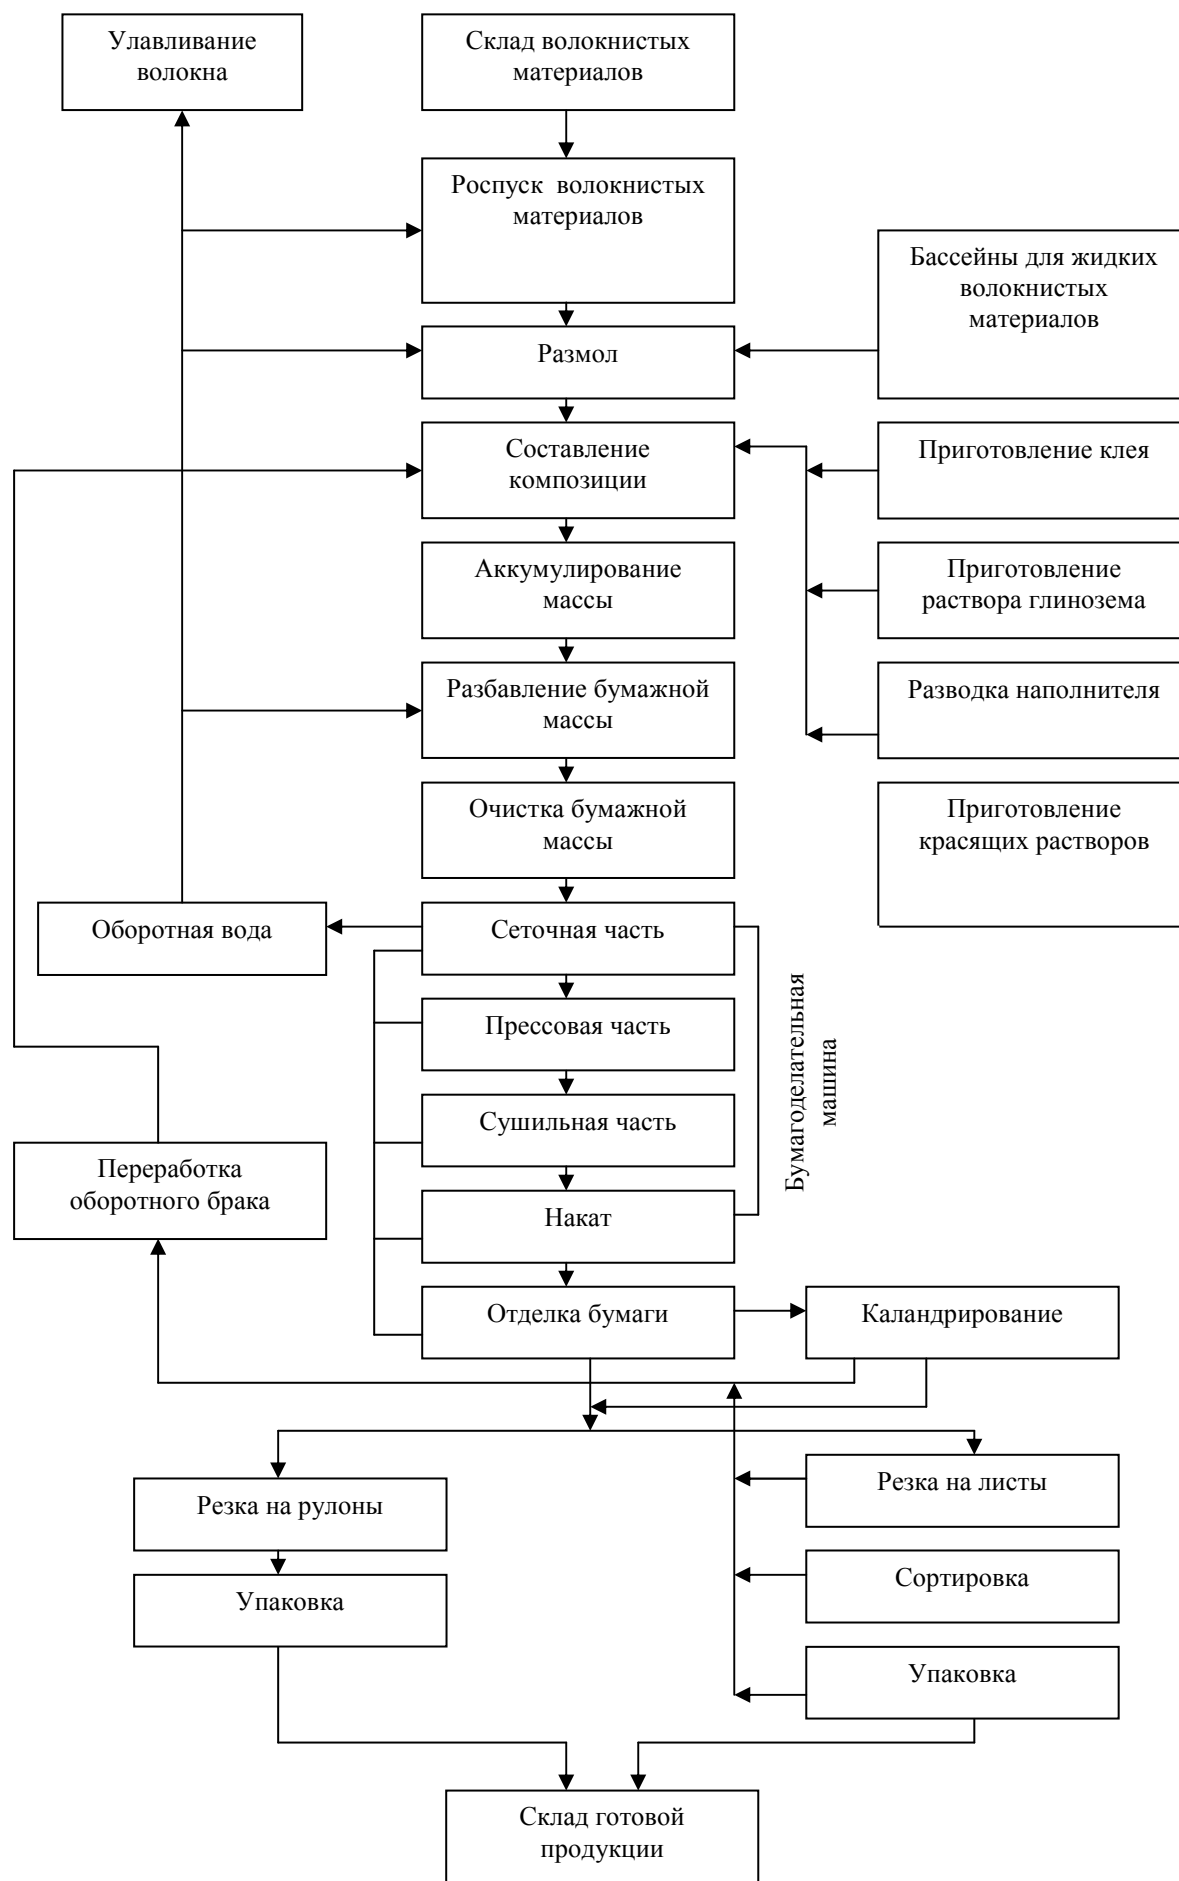 Улавливание
волокна
Склад волокнистых
материалов
Роспуск волокнистых
материалов
Бассейны для жидких
волокнистых
материалов
Размол
Составление
композиции
Приготовление клея
Аккумулирование
массы
Приготовление
раствора глинозема
Разбавление бумажной
массы
Разводка наполнителя
Очистка бумажной
массы
Приготовление
красящих растворов
Оборотная вода
Сеточная часть
Прессовая часть
Бумагоделательная
машина
Сушильная часть
Переработка
оборотного брака
Накат
Отделка бумаги
Каландрирование
Резка на рулоны
Резка на листы
Упаковка
Сортировка
Упаковка
Склад готовой
продукции